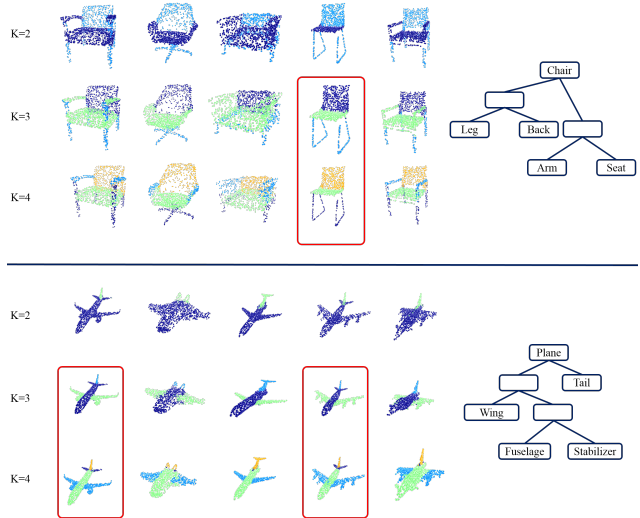 K=2
K=3
K=4
Chair
Leg
Back
Arm
Seat
K=2
K=3
K=4
Plane
Tail
Wing
Fuselage
Stabilizer